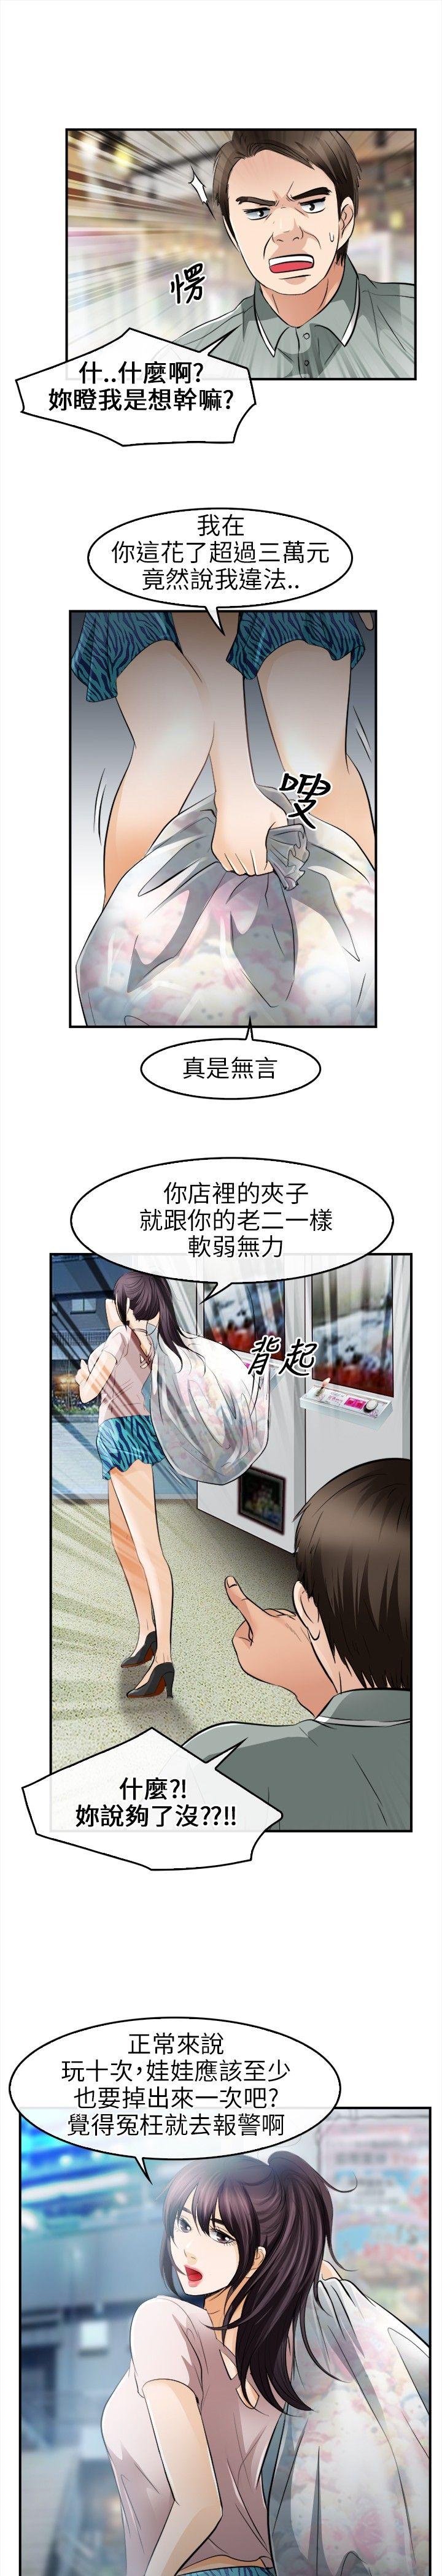 愣
什..什麼啊?
妳瞪我是想幹嘛?
我在
你這花了超過三萬元
竟然說我違法..
嗖
真是無言
你店裡的夾子
就跟你的老二一樣
軟弱無力
背起
什麼?!
妳說夠了沒??!!
正常來說
玩十次,娃娃應該至少
也要掉出來一次吧?
覺得冤枉就去報警啊